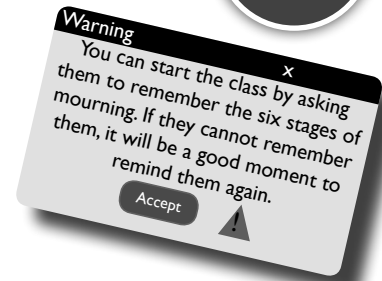 Warning
x
You can start the class by asking
them to remember the six stages of
mourning. If they cannot remember
them, it will be a good moment to
remind them again.
Accept
!